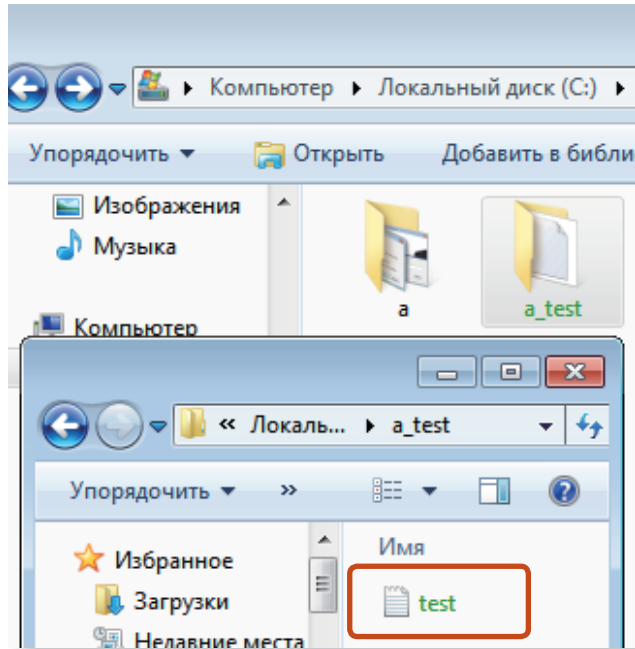 Компьютер ▸ Локальный диск (C:) ▸
Упорядочить Открыть Добавить в библи
Изображения
Музыка
Компьютер
a a_test
« Локаль... ▸ a_test
Упорядочить »
Избранное
Загрузки
Недавние места
Имя
test